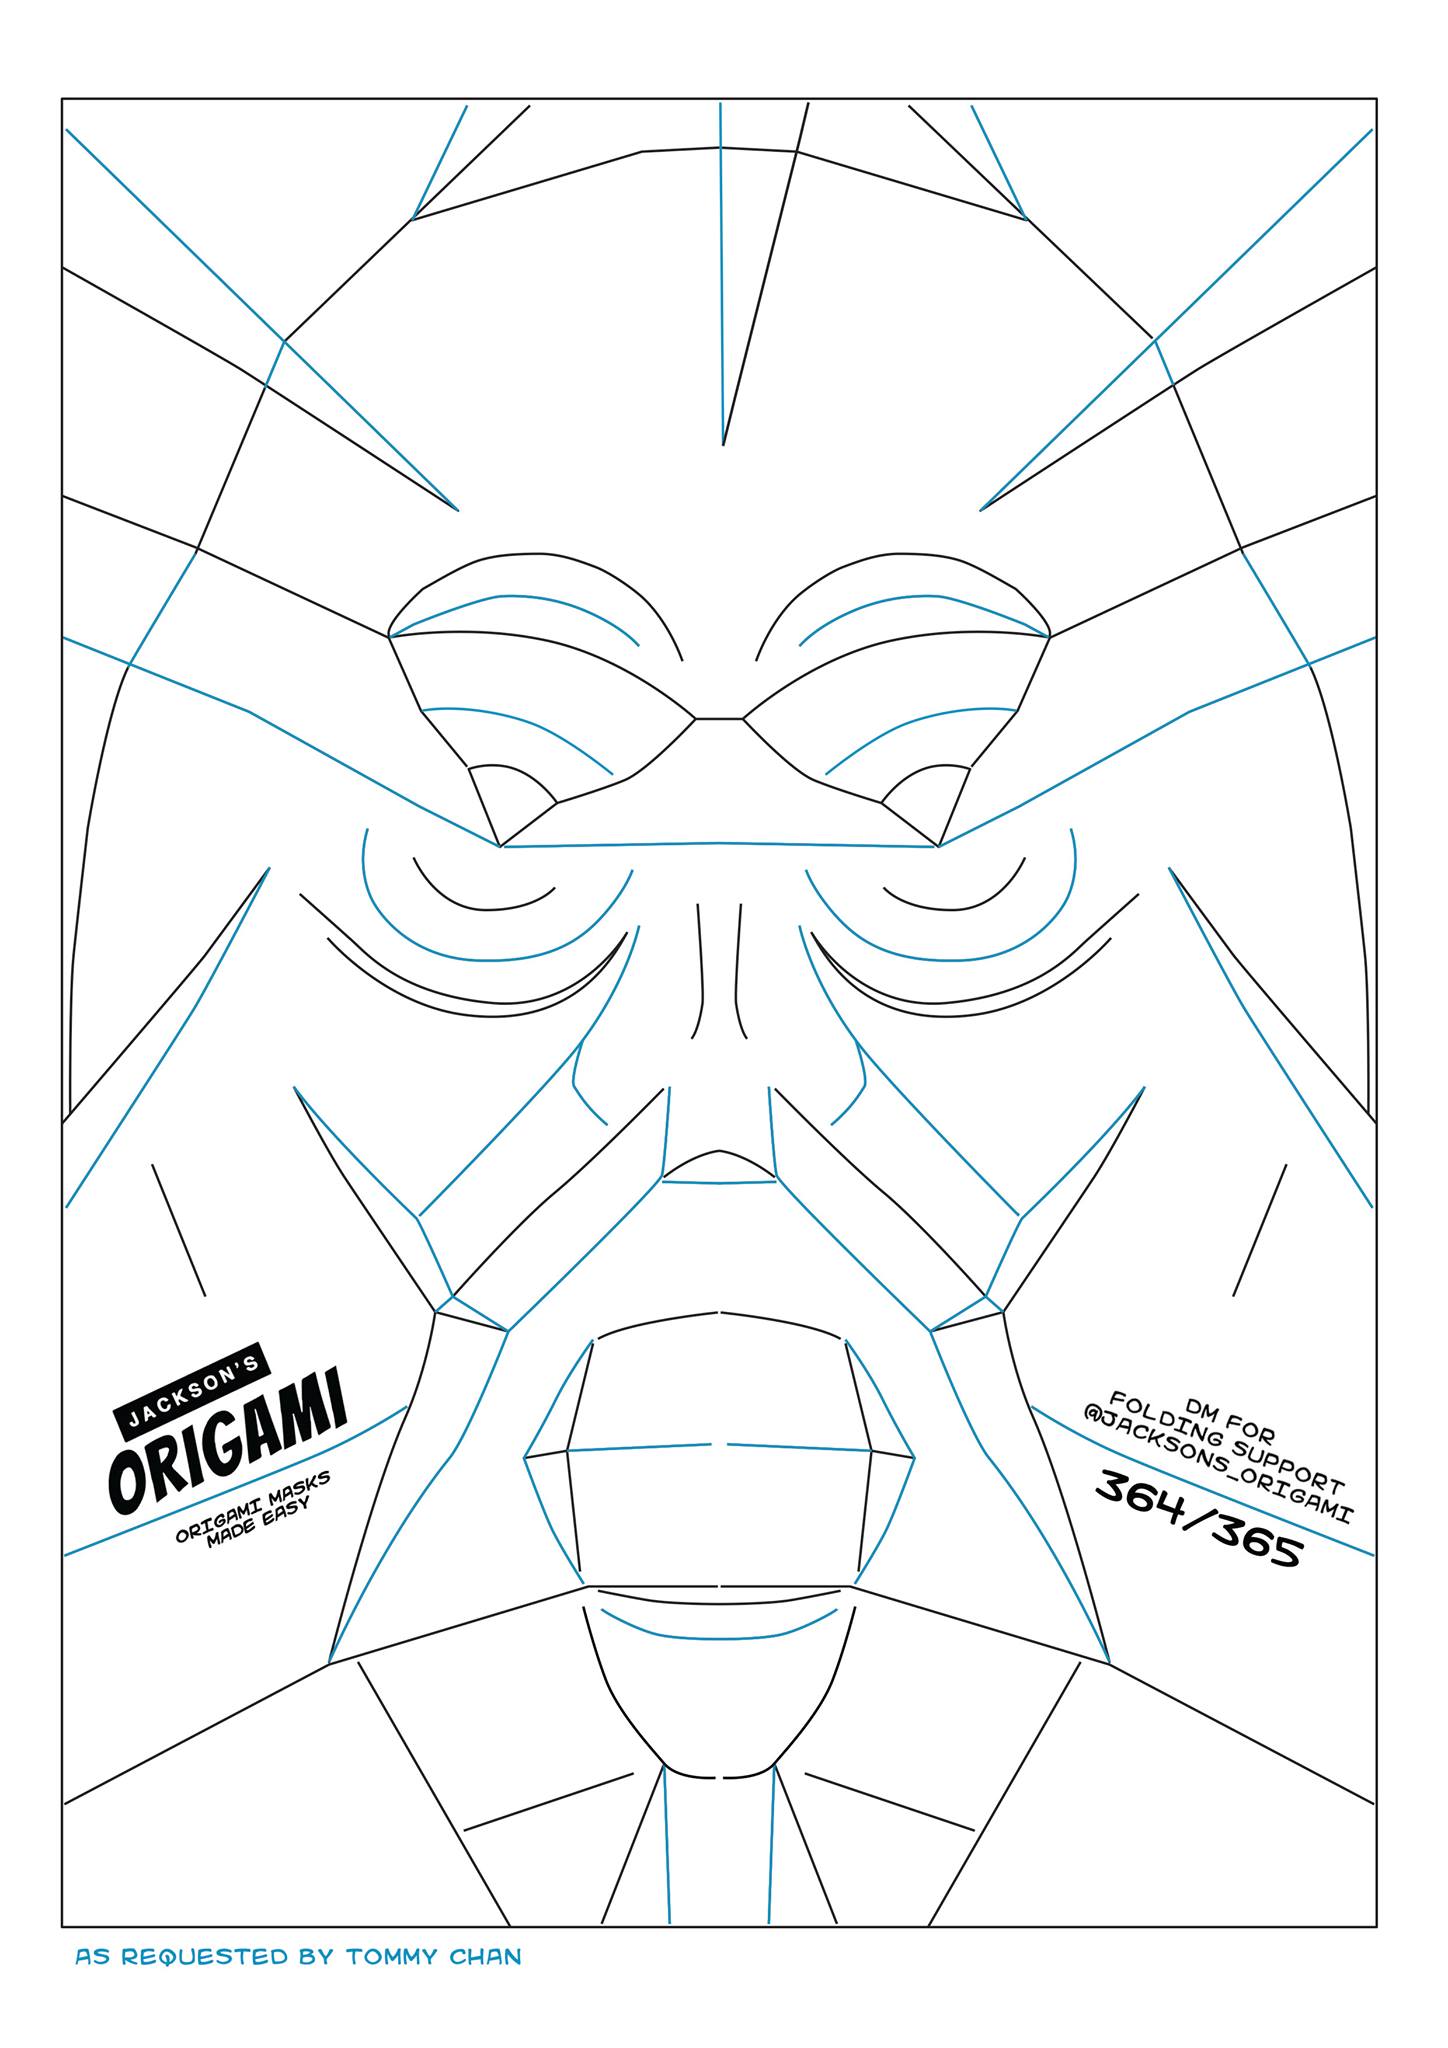 JACKSON'S
ORIGAMI
ORIGAMI MASKS
MADE EASY
DM FOR
FOLDING SUPPORT
@JACKSONS_ORIGAMI
364/365
AS REQUESTED BY TOMMY CHAN